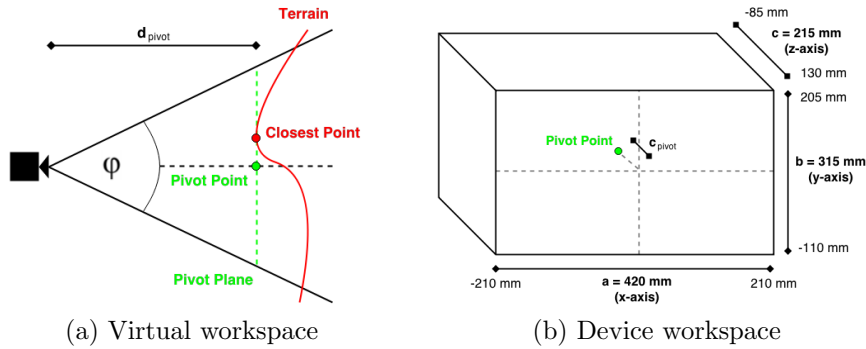 Terrain
d pivot
Closest Point
φ
Pivot Point
Pivot Plane
(a) Virtual workspace
-85 mm
c = 215 mm
(z-axis)
130 mm
205 mm
Pivot Point
c pivot
b = 315 mm
(y-axis)
-110 mm
-210 mm
a = 420 mm
(x-axis)
210 mm
(b) Device workspace